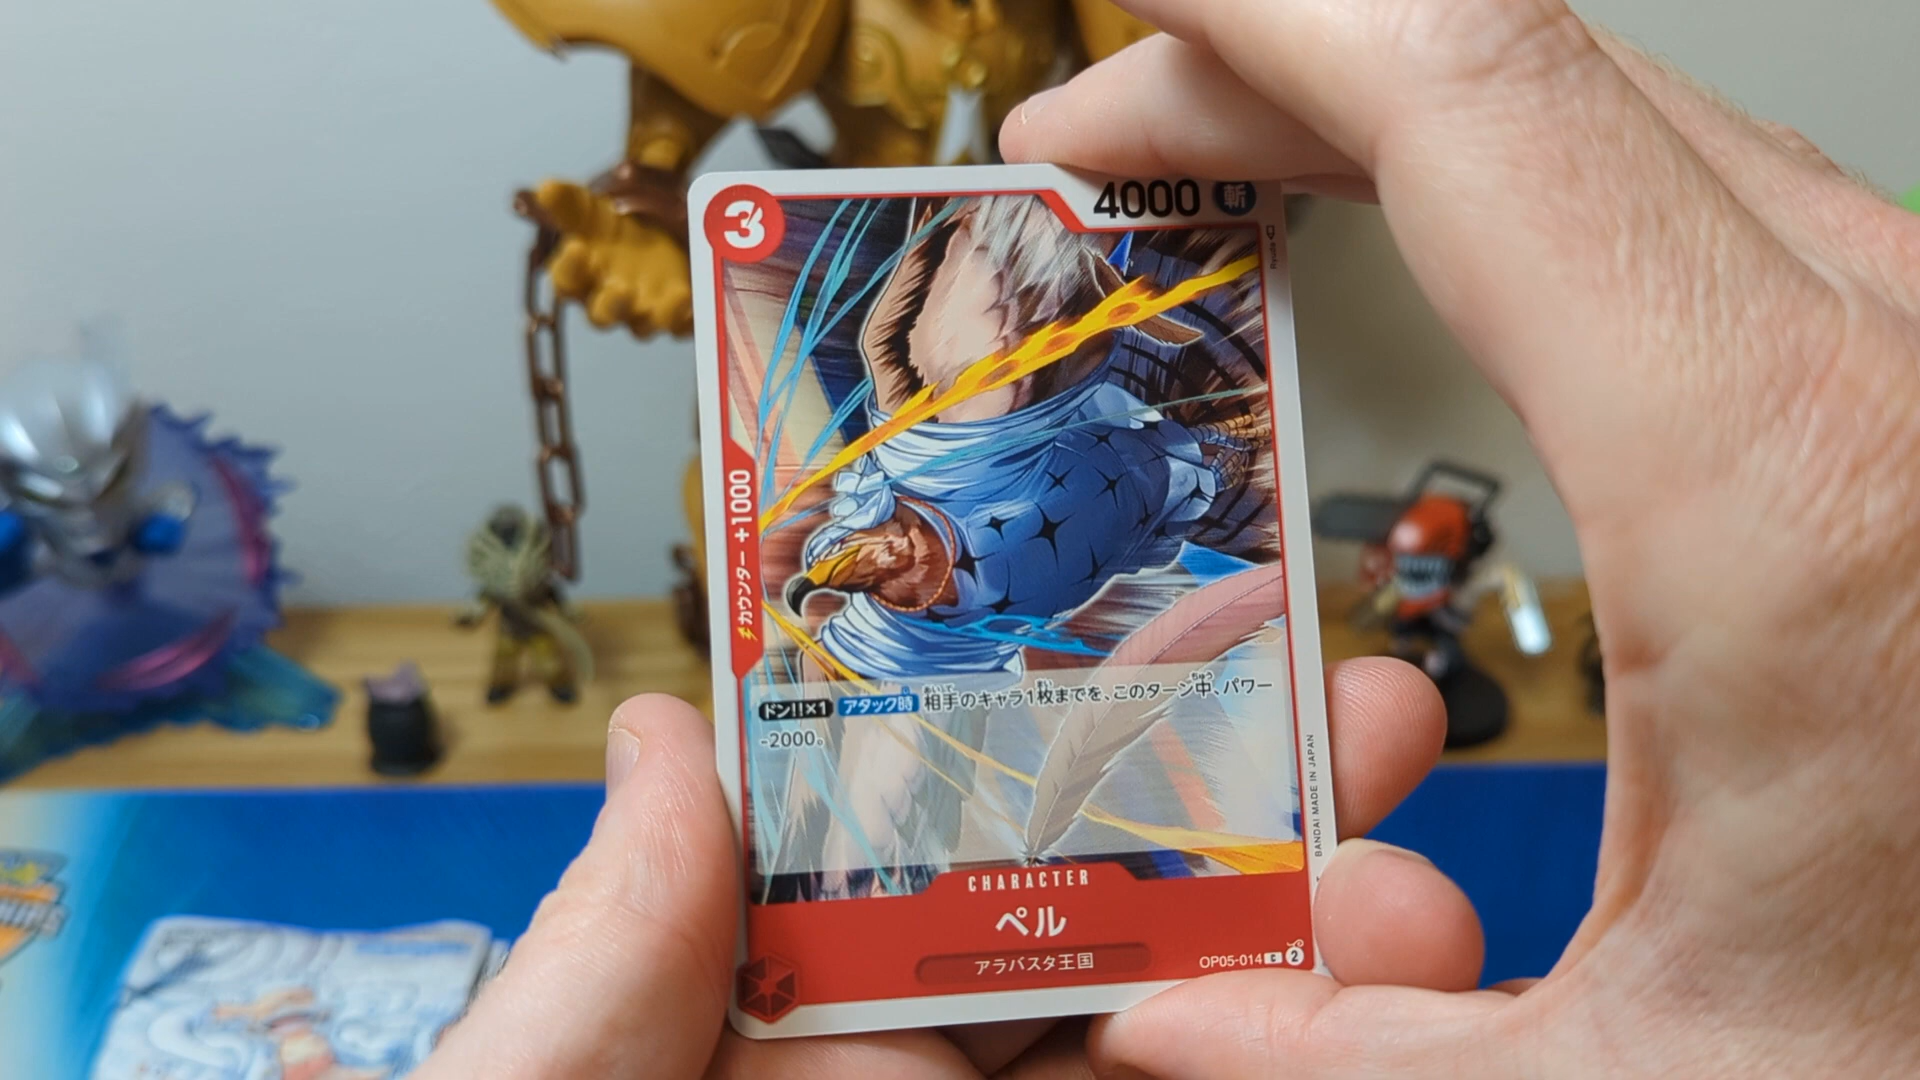 3
4000 斬
Ryuda
カウンター +1000
ドン!!×1 アタック時 相手のキャラ1枚までを、このターン中、パワー
-2000。
BANDAI MADE IN JAPAN
CHARACTER
ペル
アラバスタ王国
OP05-014 C 2